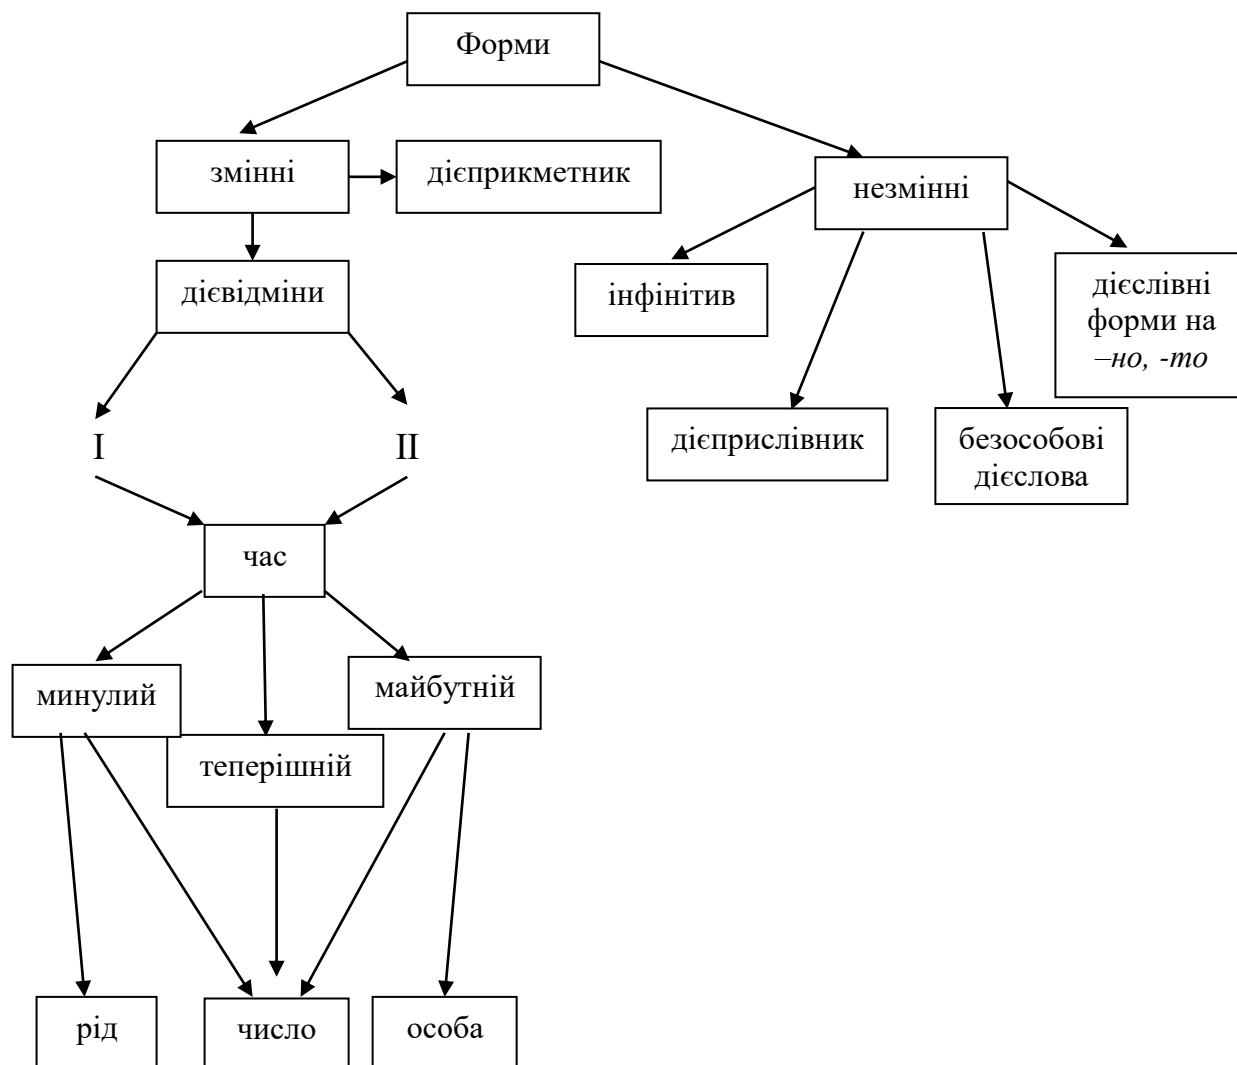 Форми
змінні
дієприкметник
незмінні
дієвідміни
інфінітив
дієслівні
форми на
–но, -то
дієприслівник
безособові
дієслова
I
II
час
минулий
майбутній
теперішній
рід
число
особа